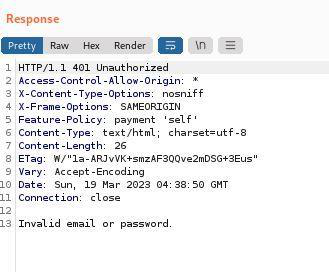 Response
Pretty Raw Hex Render \n
1 HTTP/1.1 401 Unauthorized
2 Access-Control-Allow-Origin: *
3 X-Content-Type-Options: nosniff
4 X-Frame-Options: SAMEORIGIN
5 Feature-Policy: payment 'self'
6 Content-Type: text/html; charset=utf-8
7 Content-Length: 26
8 ETag: W/"1a-ARJvVK+smzAF3QQve2mDSG+3Eus"
9 Vary: Accept-Encoding
10 Date: Sun, 19 Mar 2023 04:38:50 GMT
11 Connection: close
12
13 Invalid email or password.